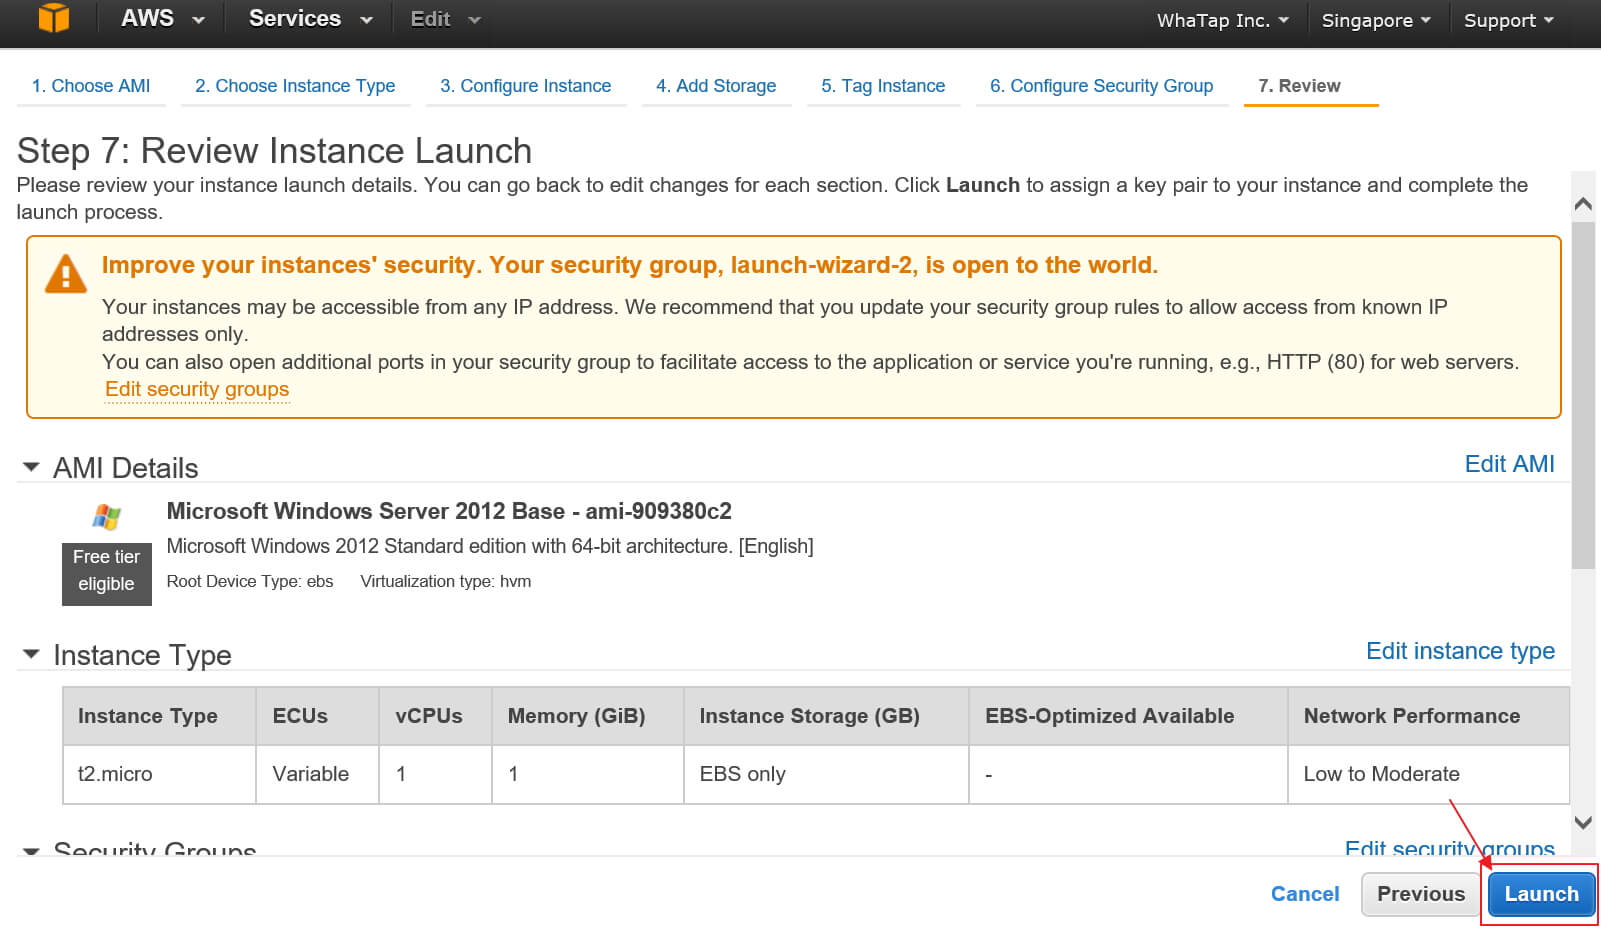 AWS Services Edit WhaTap Inc. Singapore Support
1. Choose AMI 2. Choose Instance Type 3. Configure Instance 4. Add Storage 5. Tag Instance 6. Configure Security Group 7. Review
Step 7: Review Instance Launch
Please review your instance launch details. You can go back to edit changes for each section. Click Launch to assign a key pair to your instance and complete the
launch process.
Improve your instances' security. Your security group, launch-wizard-2, is open to the world.
Your instances may be accessible from any IP address. We recommend that you update your security group rules to allow access from known IP
addresses only.
You can also open additional ports in your security group to facilitate access to the application or service you're running, e.g., HTTP (80) for web servers.
Edit security groups
AMI Details Edit AMI
Microsoft Windows Server 2012 Base - ami-909380c2
Free tier
eligible
Microsoft Windows 2012 Standard edition with 64-bit architecture. [English]
Root Device Type: ebs Virtualization type: hvm
Instance Type Edit instance type
Instance Type ECUs vCPUs Memory (GiB) Instance Storage (GB) EBS-Optimized Available Network Performance
t2.micro Variable 1 1 EBS only - Low to Moderate
Security Groups Edit security groups
Cancel Previous Launch